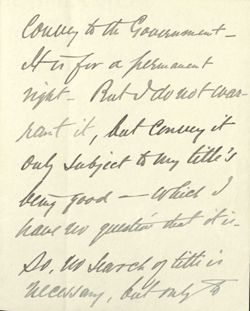 Convey to the Government –
It is for a permanent
right – But I do not war-
rant it, but convey it
only subject to my title's
being good – which I
have no question that it is.
So, no search of title is
necessary, but only to